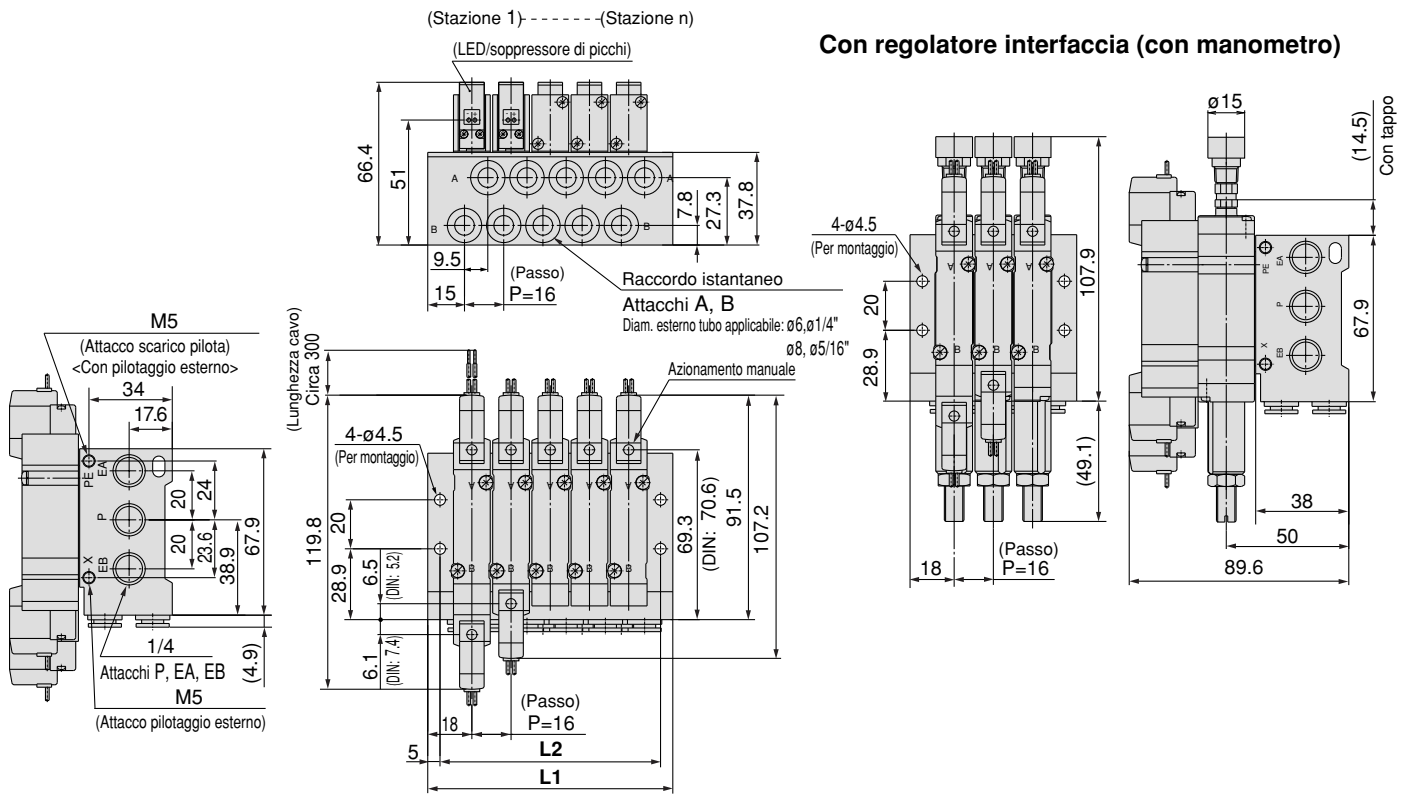 (Stazione 1)--------(Stazione n)
(LED/soppressore di picchi)
66.4
51
A
A
B
B
7.8
27.3
37.8
9.5
15
(Passo)
P=16
Raccordo istantaneo
Attacchi A, B
Diam. esterno tubo applicabile: ø6,ø1/4"
ø8, ø5/16"
Con regolatore interfaccia (con manometro)
M5
(Attacco scarico pilota)
<Con pilotaggio esterno>
34
17.6
PE
EA
P
X
EB
20
20
24
23.6
38.9
67.9
(4.9)
1/4
Attacchi P, EA, EB
M5
(Attacco pilotaggio esterno)
(Lunghezza cavo)
Circa 300
Azionamento manuale
4-ø4.5
(Per montaggio)
119.8
20
28.9
6.5
(DIN: 5.2)
6.1
(DIN: 7.4)
A
A
A
A
A
B
B
B
B
B
69.3
(DIN: 70.6)
91.5
107.2
18
(Passo)
P=16
5
L2
L1
4-ø4.5
(Per montaggio)
20
28.9
A
A
A
B
B
B
107.9
(49.1)
18
(Passo)
P=16
ø15
(14.5)
Con tappo
PE
EA
P
X
EB
67.9
38
50
89.6